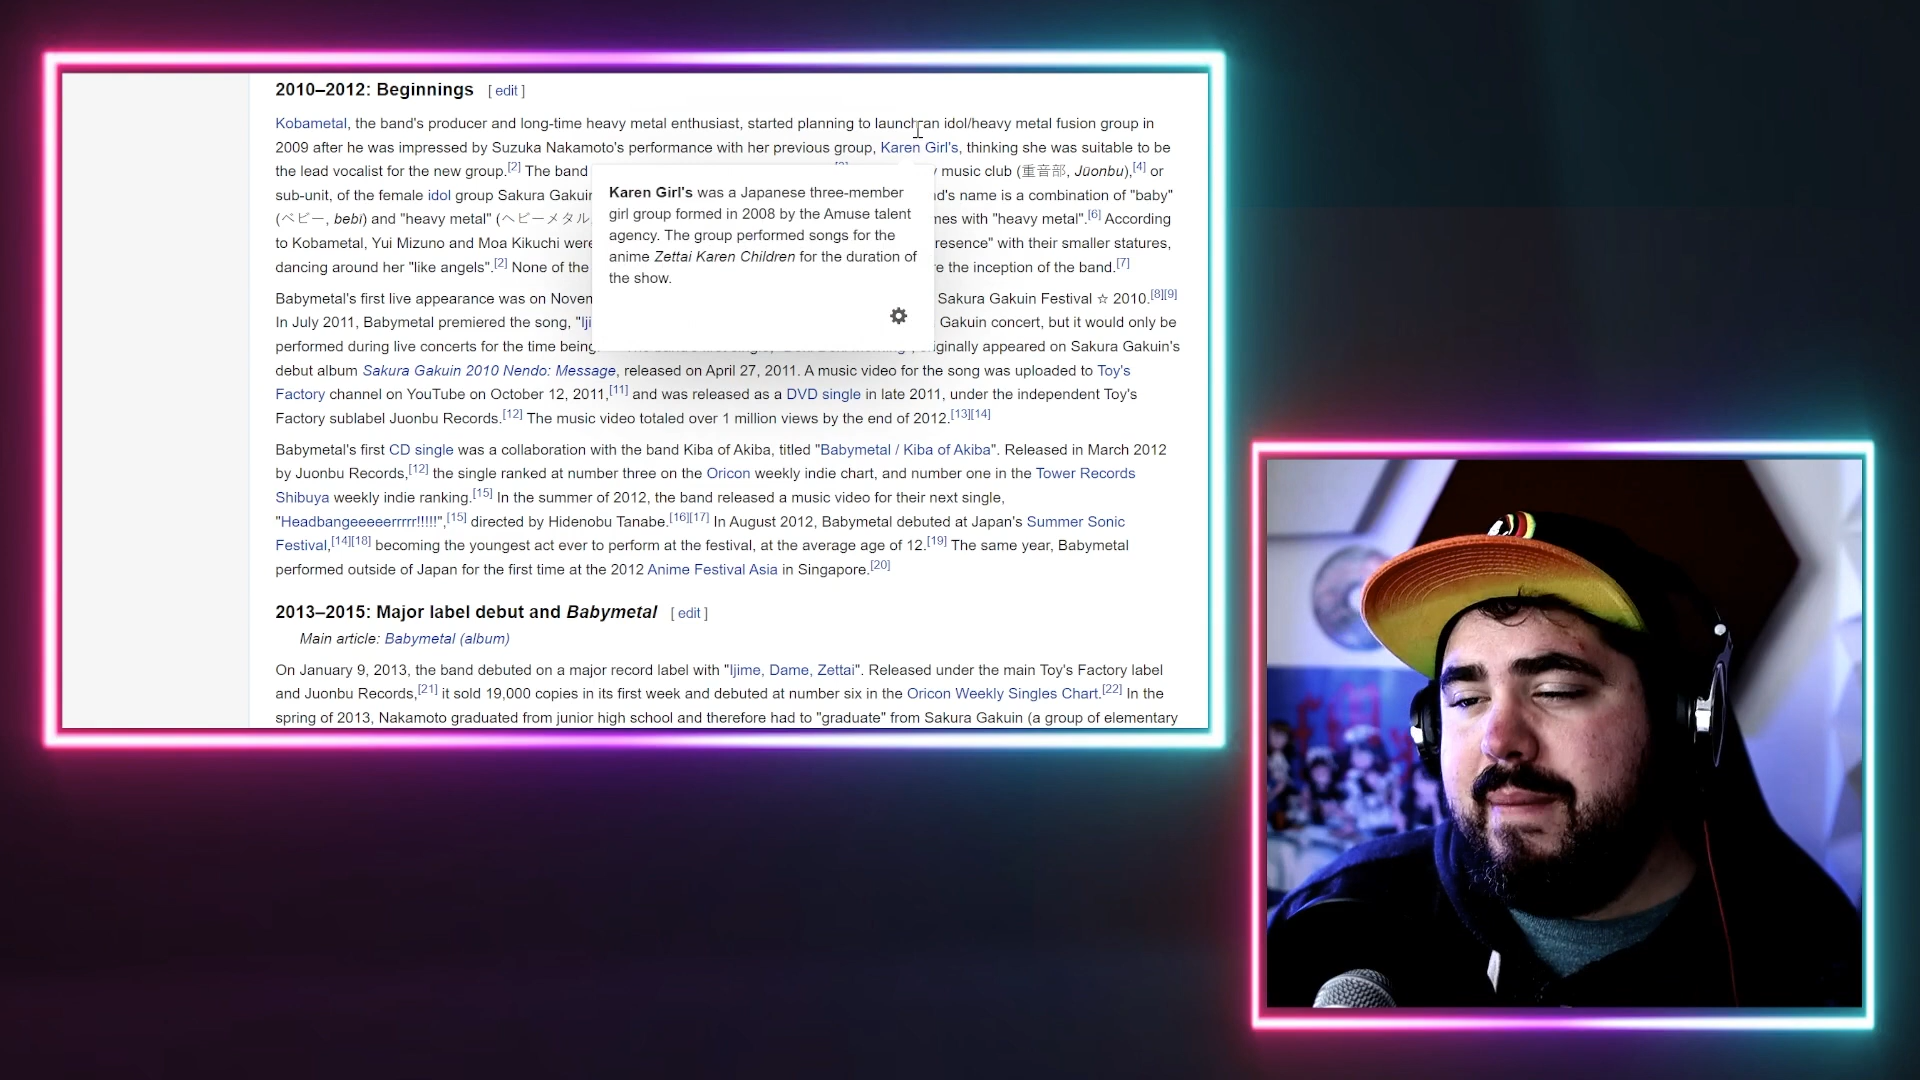 2010–2012: Beginnings [ edit ]
Kobametal, the band's producer and long-time heavy metal enthusiast, started planning to launch an idol/heavy metal fusion group in
2009 after he was impressed by Suzuka Nakamoto's performance with her previous group, Karen Girl's, thinking she was suitable to be
the lead vocalist for the new group.[2] The band music club (重音部, Jūonbu),[4] or
sub-unit, of the female idol group Sakura Gakuin name is a combination of "baby"
(ベビー, bebī) and "heavy metal" (ヘビーメタル with "heavy metal".[6] According
to Kobametal, Yui Mizuno and Moa Kikuchi were with their smaller statures,
dancing around her "like angels".[2] None of the the inception of the band.[7]
Karen Girl's was a Japanese three-member
girl group formed in 2008 by the Amuse talent
agency. The group performed songs for the
anime Zettai Karen Children for the duration of
the show.
Babymetal's first live appearance was on Sakura Gakuin Festival ☆ 2010.[8][9]
In July 2011, Babymetal premiered the song, " Gakuin concert, but it would only be
performed during live concerts for the time being. originally appeared on Sakura Gakuin's
debut album Sakura Gakuin 2010 Nendo: Message, released on April 27, 2011. A music video for the song was uploaded to Toy's
Factory channel on YouTube on October 12, 2011,[11] and was released as a DVD single in late 2011, under the independent Toy's
Factory sublabel Juonbu Records.[12] The music video totaled over 1 million views by the end of 2012.[13][14]
Babymetal's first CD single was a collaboration with the band Kiba of Akiba, titled "Babymetal / Kiba of Akiba". Released in March 2012
by Juonbu Records,[12] the single ranked at number three on the Oricon weekly indie chart, and number one in the Tower Records
Shibuya weekly indie ranking.[15] In the summer of 2012, the band released a music video for their next single,
"Headbangeeeeerrrrr!!!!!",[15] directed by Hidenobu Tanabe.[16][17] In August 2012, Babymetal debuted at Japan's Summer Sonic
Festival,[14][18] becoming the youngest act ever to perform at the festival, at the average age of 12.[19] The same year, Babymetal
performed outside of Japan for the first time at the 2012 Anime Festival Asia in Singapore.[20]
2013–2015: Major label debut and Babymetal [ edit ]
Main article: Babymetal (album)
On January 9, 2013, the band debuted on a major record label with "Ijime, Dame, Zettai". Released under the main Toy's Factory label
and Juonbu Records,[21] it sold 19,000 copies in its first week and debuted at number six in the Oricon Weekly Singles Chart.[22] In the
spring of 2013, Nakamoto graduated from junior high school and therefore had to "graduate" from Sakura Gakuin (a group of elementary